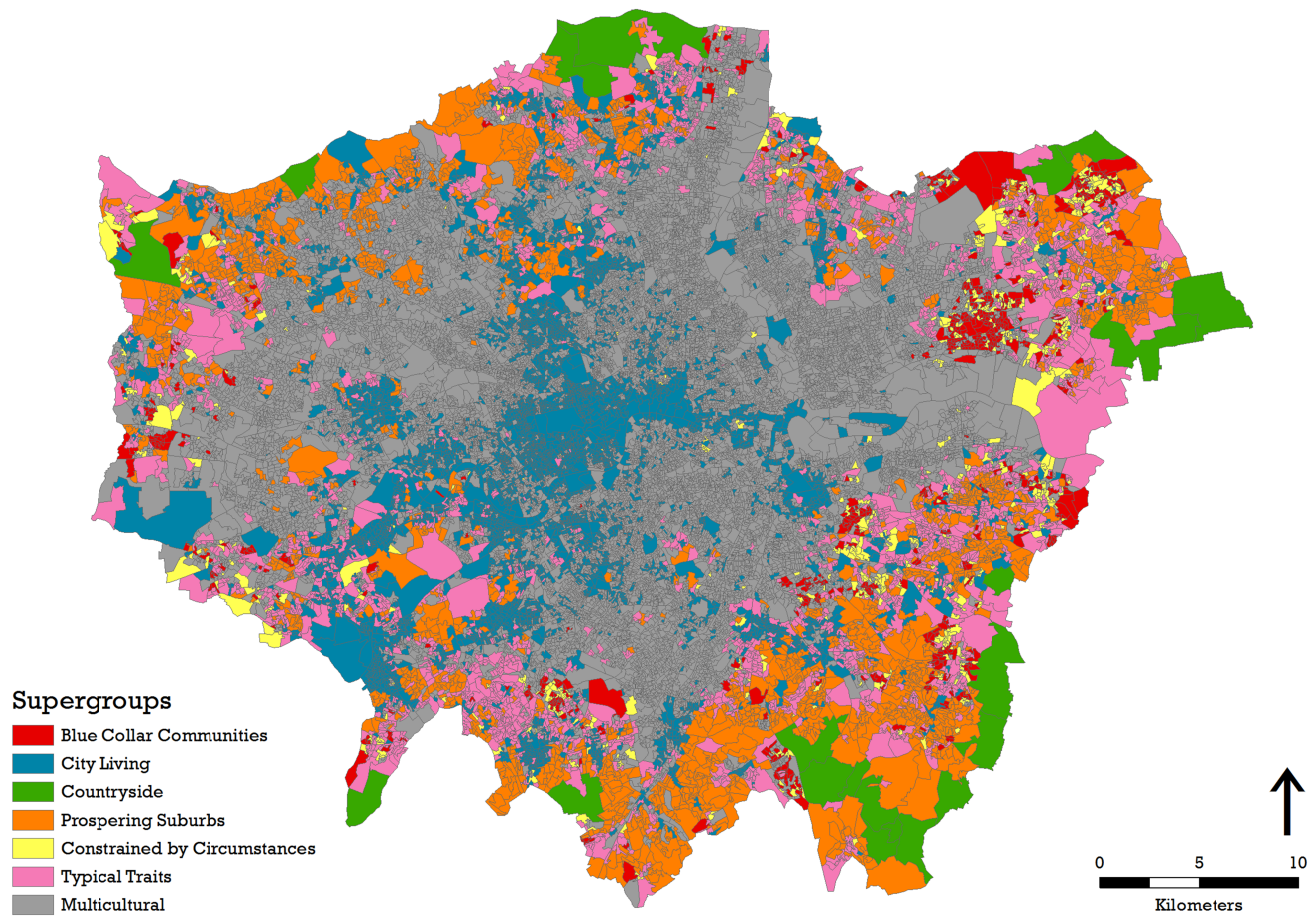 Supergroups
Blue Collar Communities
City Living
Countryside
Prospering Suburbs
Constrained by Circumstances
Typical Traits
Multicultural
0 5 10
Kilometers